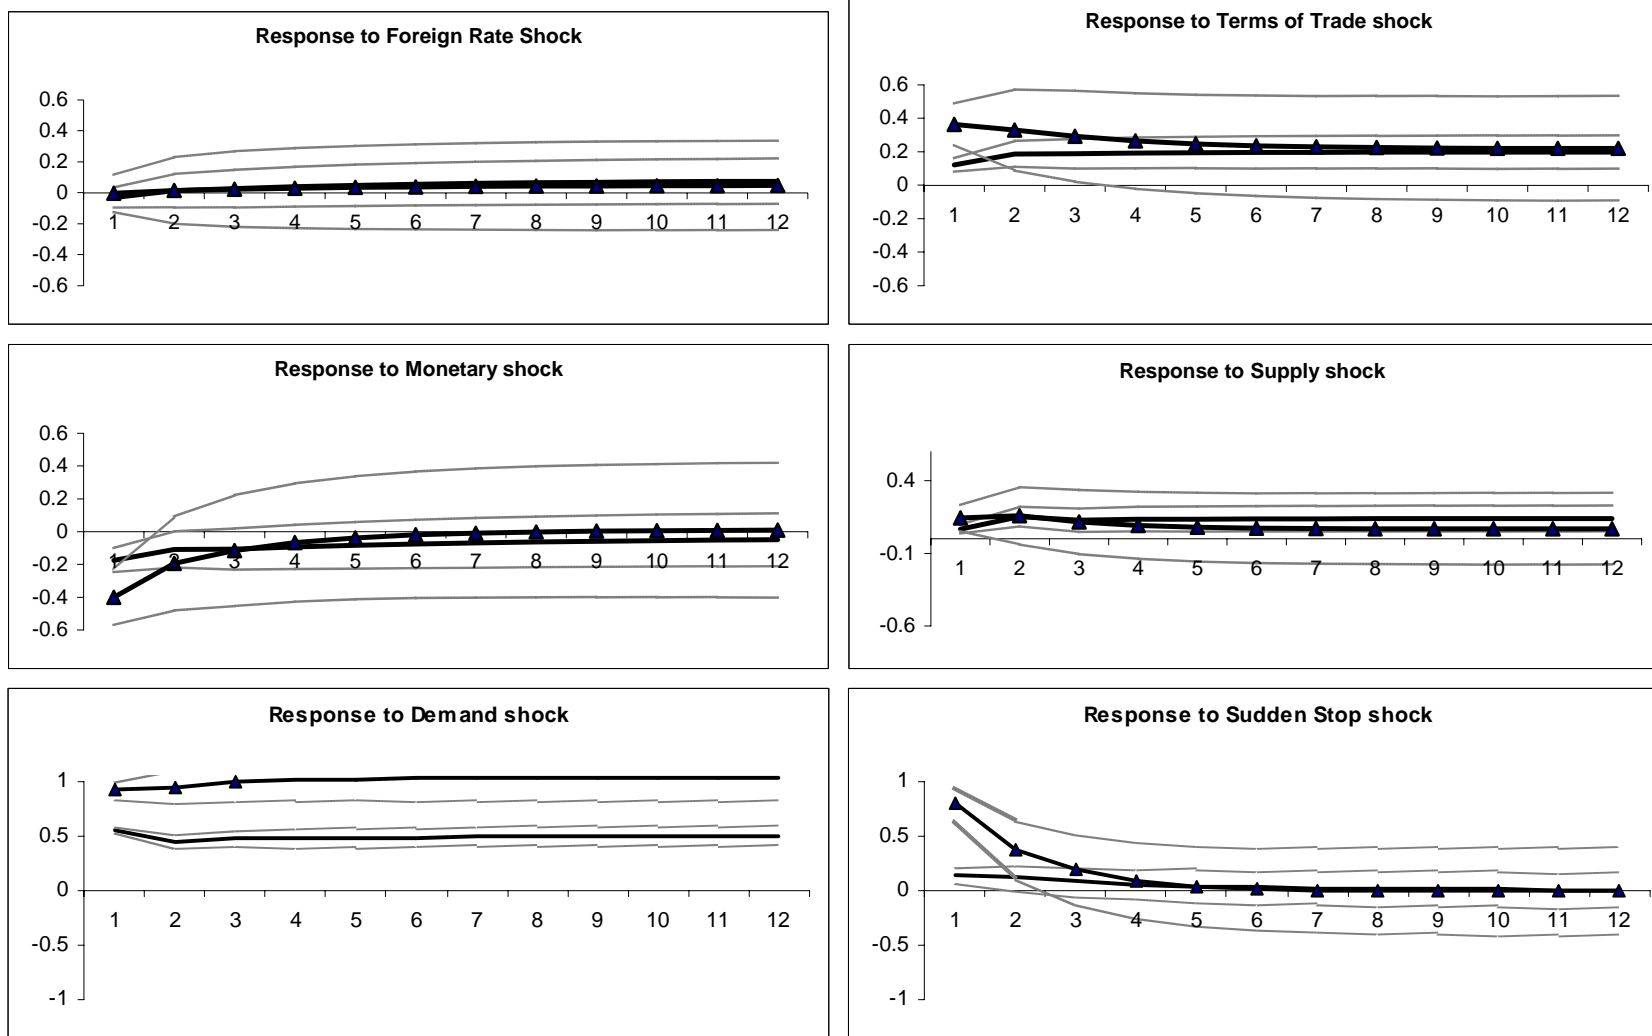 Response to Foreign Rate Shock
0.6
0.4
0.2
0
-0.2
-0.4
-0.6
1 2 3 4 5 6 7 8 9 10 11 12
Response to Terms of Trade shock
0.6
0.4
0.2
0
-0.2
-0.4
-0.6
1 2 3 4 5 6 7 8 9 10 11 12
Response to Monetary shock
0.6
0.4
0.2
0
-0.2
-0.4
-0.6
1 2 3 4 5 6 7 8 9 10 11 12
Response to Supply shock
0.4
-0.1
-0.6
1 2 3 4 5 6 7 8 9 10 11 12
Response to Demand shock
1
0.5
0
-0.5
-1
1 2 3 4 5 6 7 8 9 10 11 12
Response to Sudden Stop shock
1
0.5
0
-0.5
-1
1 2 3 4 5 6 7 8 9 10 11 12